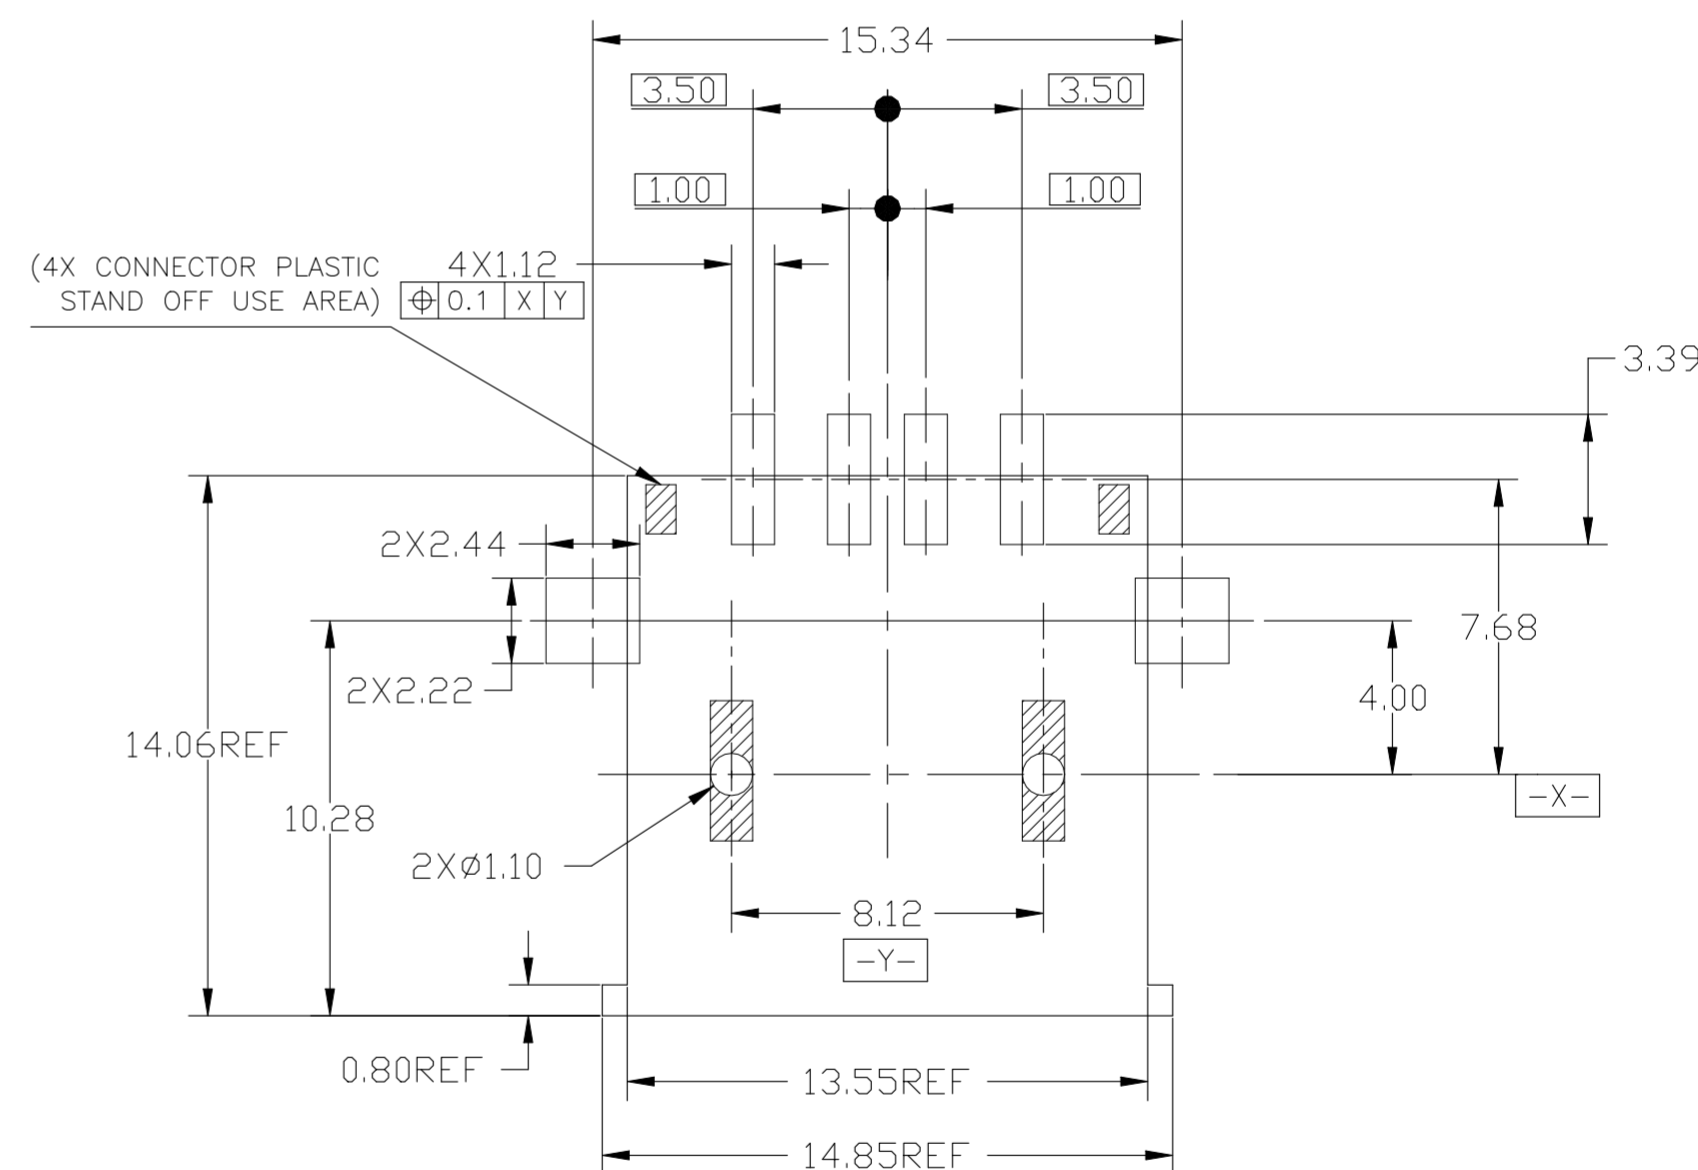 15.34
3.50 3.50
1.00 1.00
(4X CONNECTOR PLASTIC
STAND OFF USE AREA)
4X1.12
⌖ 0.1 X Y
3.39
2X2.44
7.68
2X2.22
4.00
14.06REF
-X-
10.28
2XØ1.10
8.12
-Y-
0.80REF
13.55REF
14.85REF